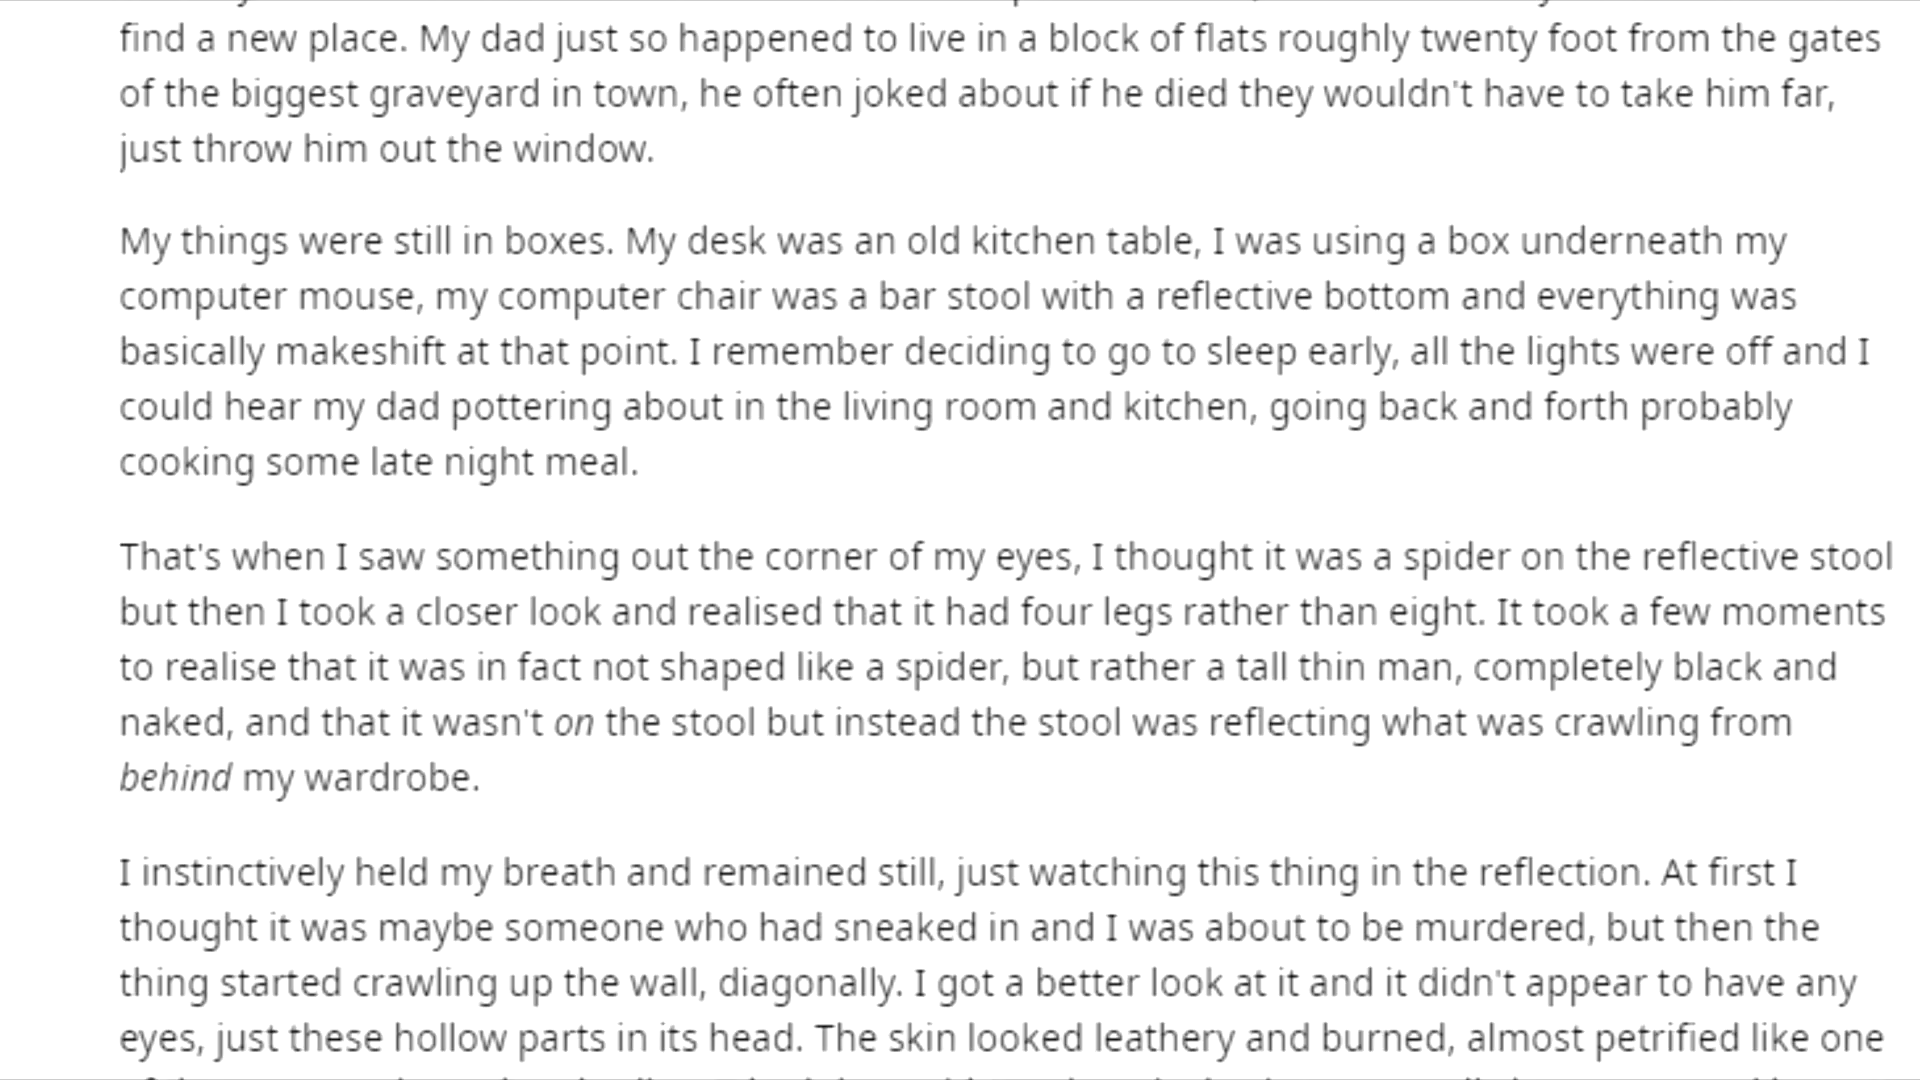 find a new place. My dad just so happened to live in a block of flats roughly twenty foot from the gates
of the biggest graveyard in town, he often joked about if he died they wouldn't have to take him far,
just throw him out the window.
My things were still in boxes. My desk was an old kitchen table, I was using a box underneath my
computer mouse, my computer chair was a bar stool with a reflective bottom and everything was
basically makeshift at that point. I remember deciding to go to sleep early, all the lights were off and I
could hear my dad pottering about in the living room and kitchen, going back and forth probably
cooking some late night meal.
That's when I saw something out the corner of my eyes, I thought it was a spider on the reflective stool
but then I took a closer look and realised that it had four legs rather than eight. It took a few moments
to realise that it was in fact not shaped like a spider, but rather a tall thin man, completely black and
naked, and that it wasn't on the stool but instead the stool was reflecting what was crawling from
behind my wardrobe.
I instinctively held my breath and remained still, just watching this thing in the reflection. At first I
thought it was maybe someone who had sneaked in and I was about to be murdered, but then the
thing started crawling up the wall, diagonally. I got a better look at it and it didn't appear to have any
eyes, just these hollow parts in its head. The skin looked leathery and burned, almost petrified like one